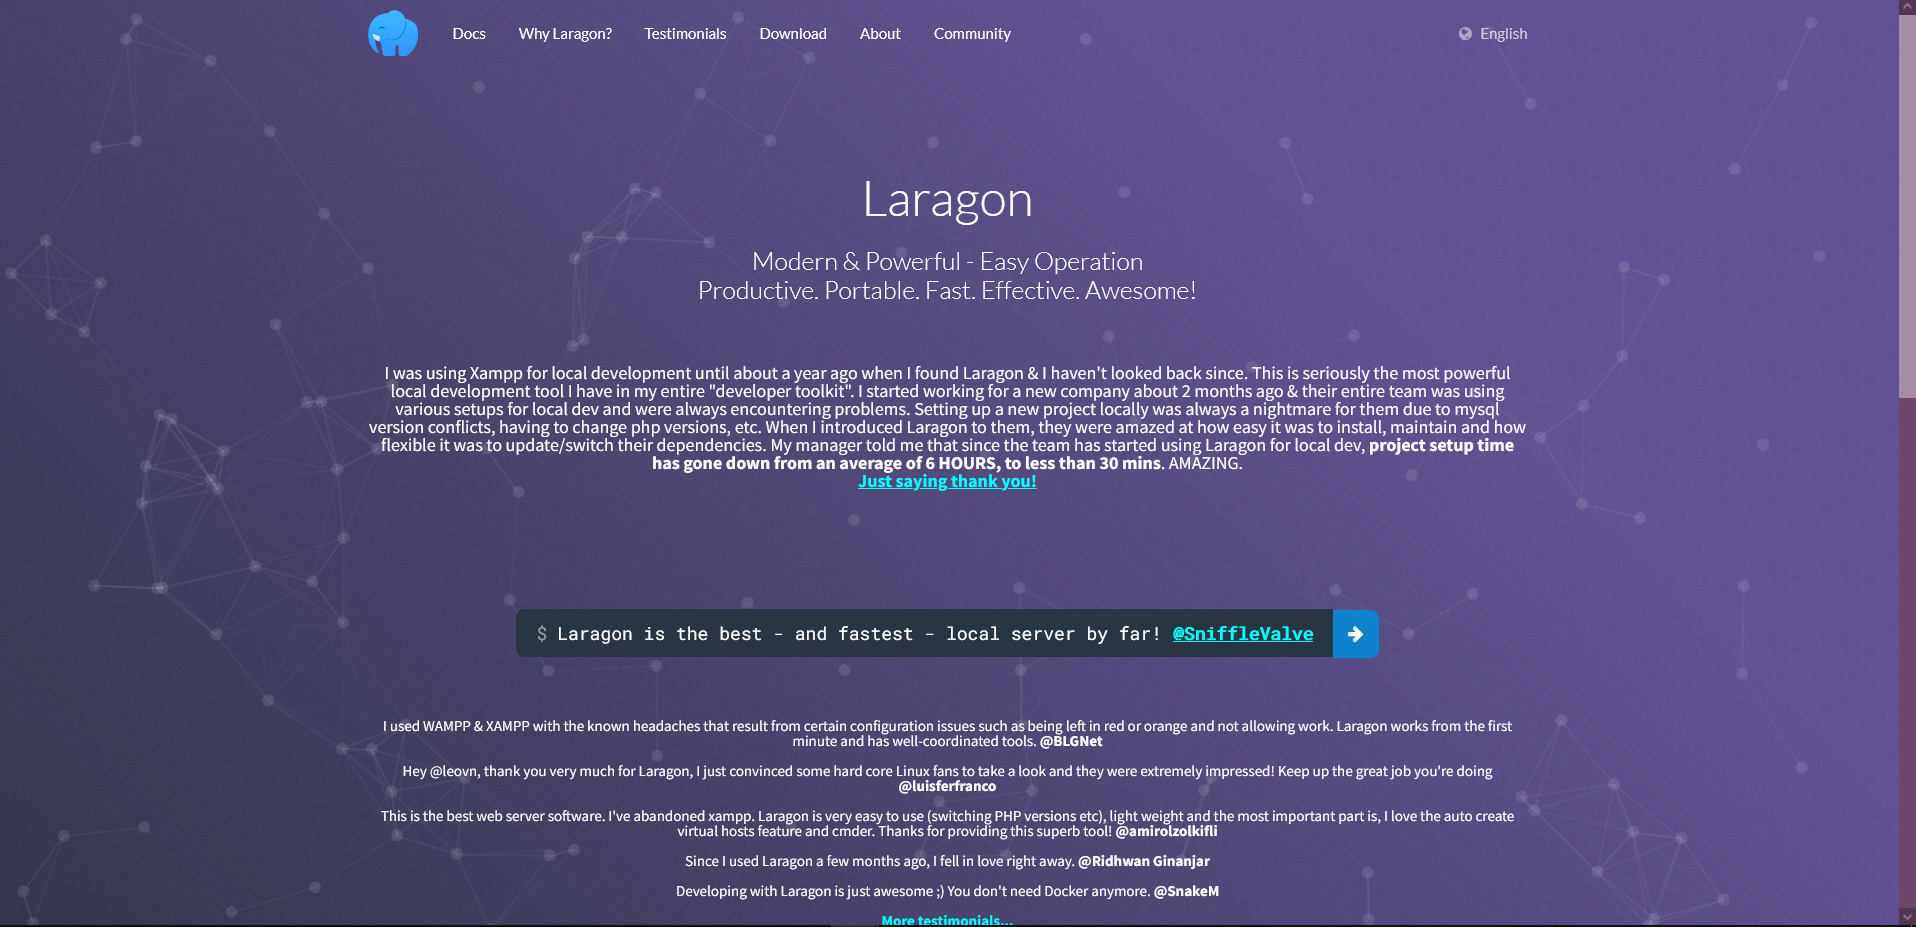 Docs Why Laragon? Testimonials Download About Community English
Laragon
Modern & Powerful - Easy Operation
Productive. Portable. Fast. Effective. Awesome!
I was using Xampp for local development until about a year ago when I found Laragon & I haven't looked back since. This is seriously the most powerful
local development tool I have in my entire "developer toolkit". I started working for a new company about 2 months ago & their entire team was using
various setups for local dev and were always encountering problems. Setting up a new project locally was always a nightmare for them due to mysql
version conflicts, having to change php versions, etc. When I introduced Laragon to them, they were amazed at how easy it was to install, maintain and how
flexible it was to update/switch their dependencies. My manager told me that since the team has started using Laragon for local dev, project setup time
has gone down from an average of 6 HOURS, to less than 30 mins. AMAZING.
Just saying thank you!
$ Laragon is the best - and fastest - local server by far! @SniffleValve
I used WAMPP & XAMPP with the known headaches that result from certain configuration issues such as being left in red or orange and not allowing work. Laragon works from the first
minute and has well-coordinated tools. @BLGNet
Hey @leovn, thank you very much for Laragon, I just convinced some hard core Linux fans to take a look and they were extremely impressed! Keep up the great job you're doing
@luisferfranco
This is the best web server software. I've abandoned xampp. Laragon is very easy to use (switching PHP versions etc), light weight and the most important part is, I love the auto create
virtual hosts feature and cmder. Thanks for providing this superb tool! @amirolzolkifli
Since I used Laragon a few months ago, I fell in love right away. @Ridhwan Ginanjar
Developing with Laragon is just awesome ;) You don't need Docker anymore. @SnakeM
More testimonials...